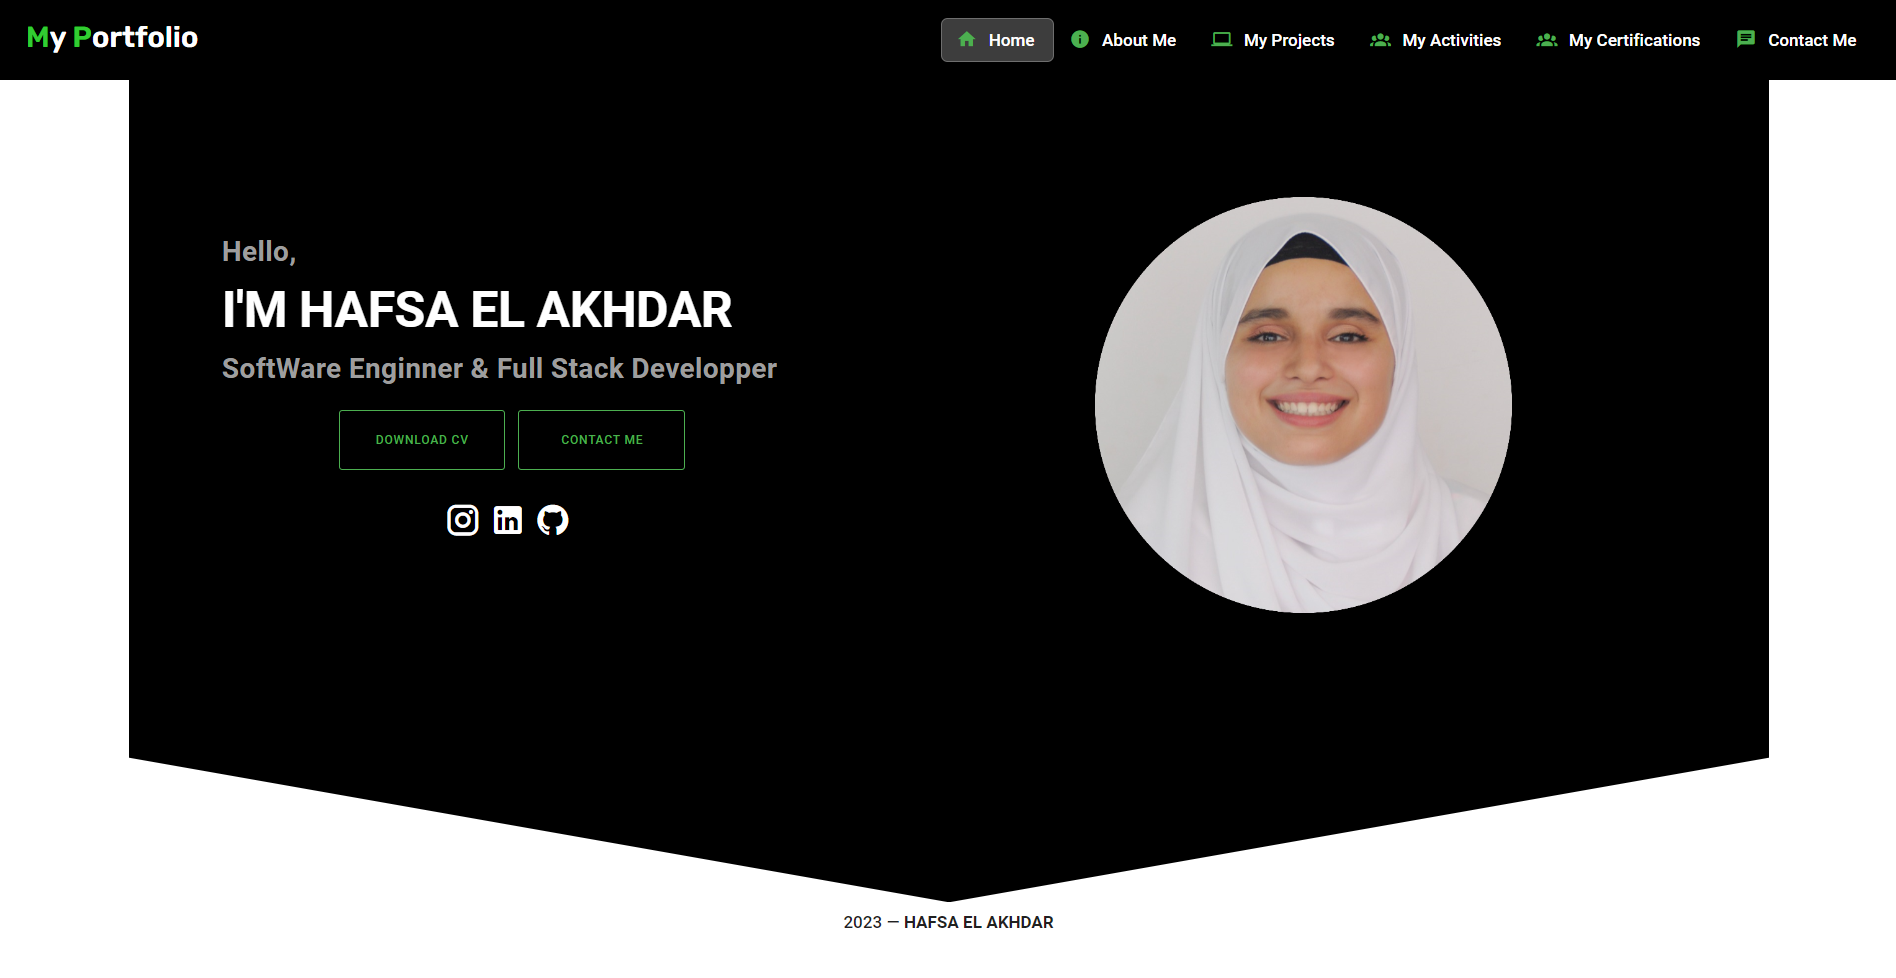 My Portfolio
Home
About Me
My Projects
My Activities
My Certifications
Contact Me
Hello,
I'M HAFSA EL AKHDAR
SoftWare Enginner & Full Stack Developper
DOWNLOAD CV
CONTACT ME
2023 — HAFSA EL AKHDAR